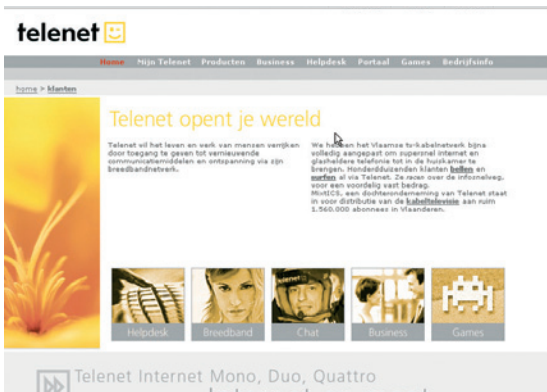 telenet
Home Mijn Telenet Producten Business Helpdesk Portaal Games Bedrijfsinfo
home > klanten
Telenet opent je wereld
Telenet wil het leven en werk van mensen verrijken
door toegang te geven tot vernieuwende
communicatiemiddelen en ontspanning via zijn
breedbandnetwerk.
We hebben het Vlaamse tv-kabelnetwerk bijna
volledig aangepast om supersnel internet en
glasheldere telefonie tot in de huiskamer te
brengen. Honderdduizenden klanten bellen en
surfen al via Telenet. Ze racen over de infosnelweg,
voor een voordelig vast bedrag.
MixtICS, een dochteronderneming van Telenet staat
in voor distributie van de kabeltelevisie aan ruim
1.560.000 abonnees in Vlaanderen.
telenet
Helpdesk Breedband Chat Business Games
Telenet Internet Mono, Duo, Quattro